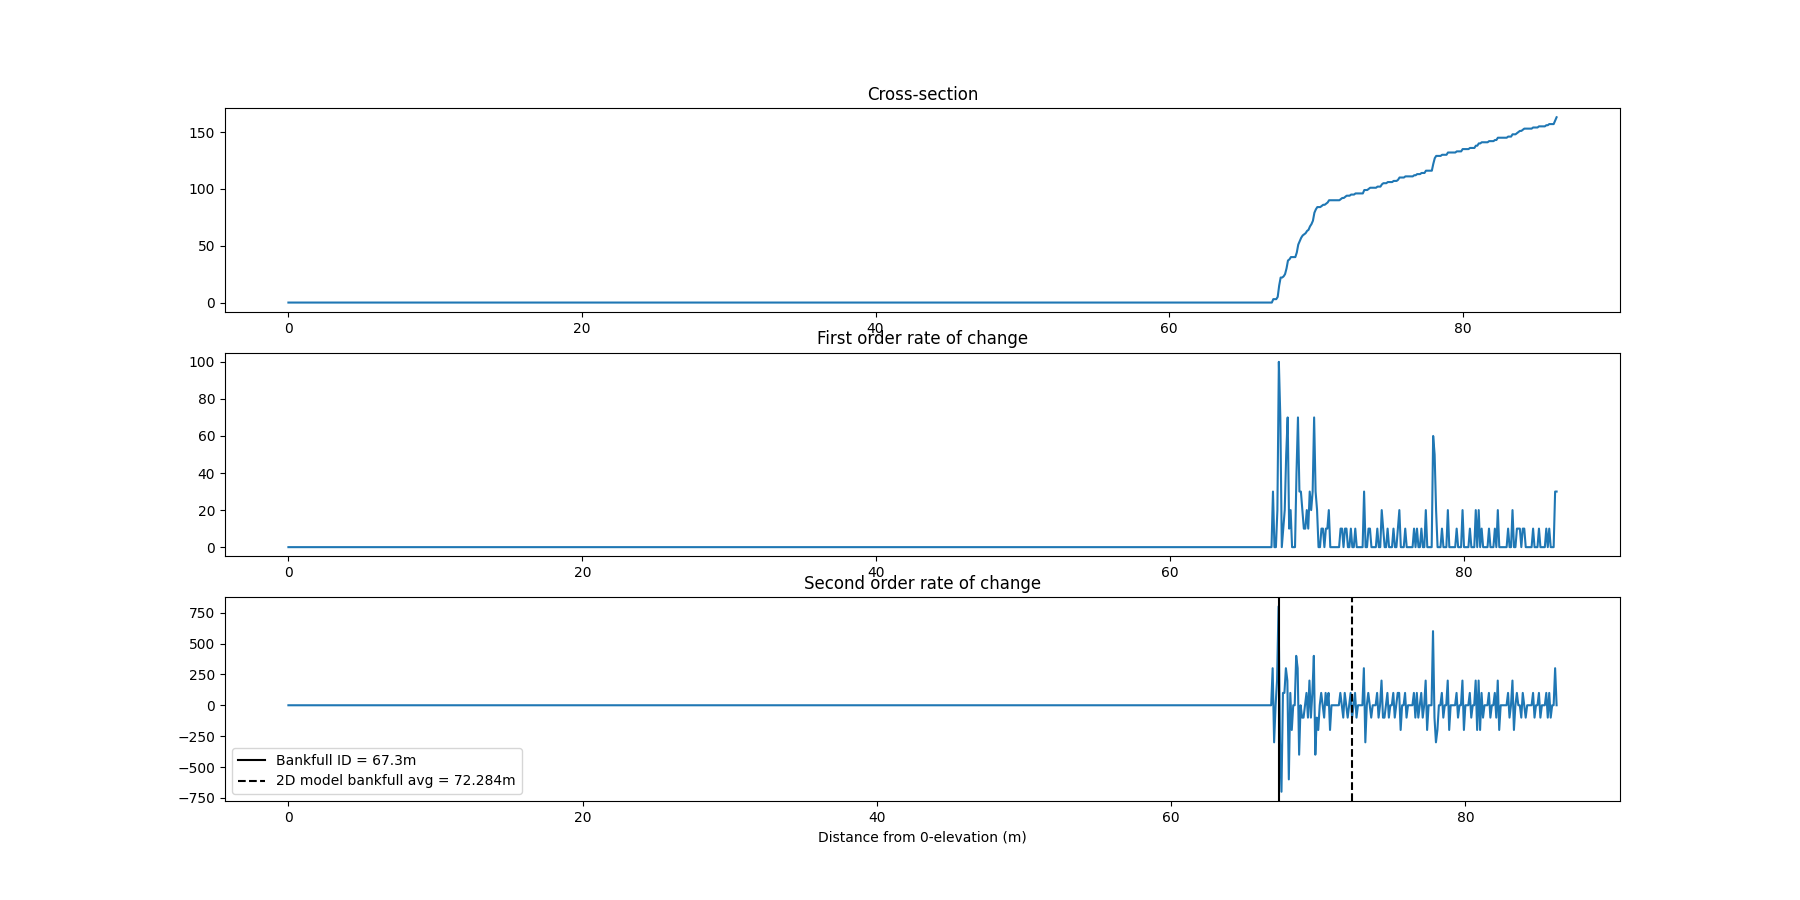 Cross-section
150
100
50
0
0 20 40 60 80
First order rate of change
100
80
60
40
20
0
0 20 40 60 80
Second order rate of change
750
500
250
0
−250
−500
−750
Bankfull ID = 67.3m
2D model bankfull avg = 72.284m
0 20 40 60 80
Distance from 0-elevation (m)